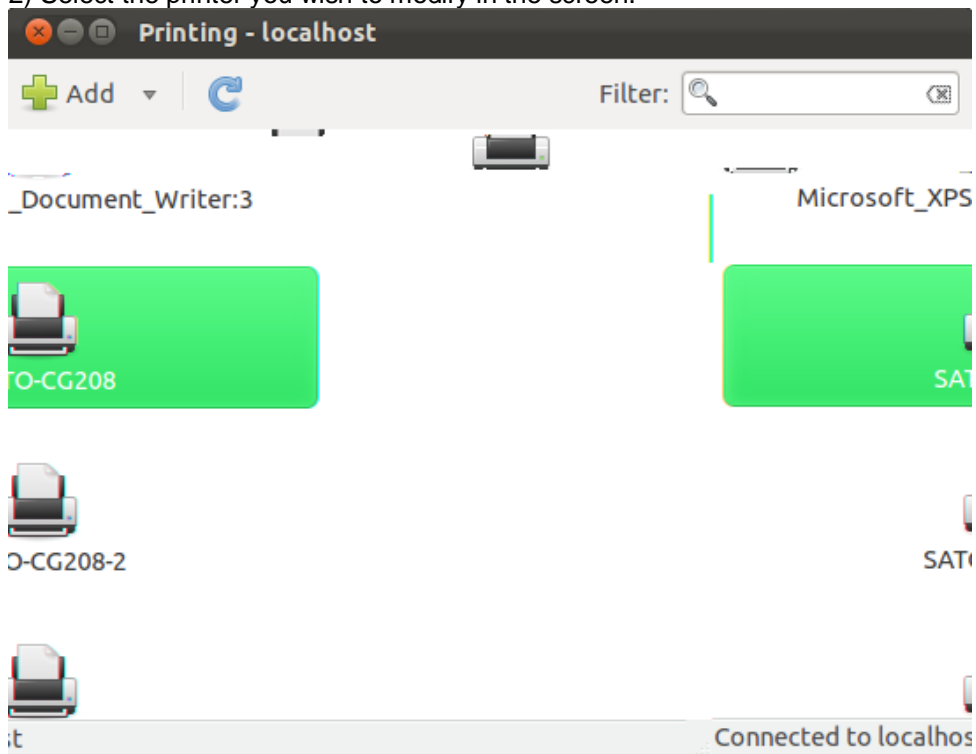 2) Select the printer you wish to modify in the screen.
Printing - localhost
Add
Filter:
_Document_Writer:3
Microsoft_XPS
TO-CG208
SAT
O-CG208-2
SAT
st
Connected to localhos